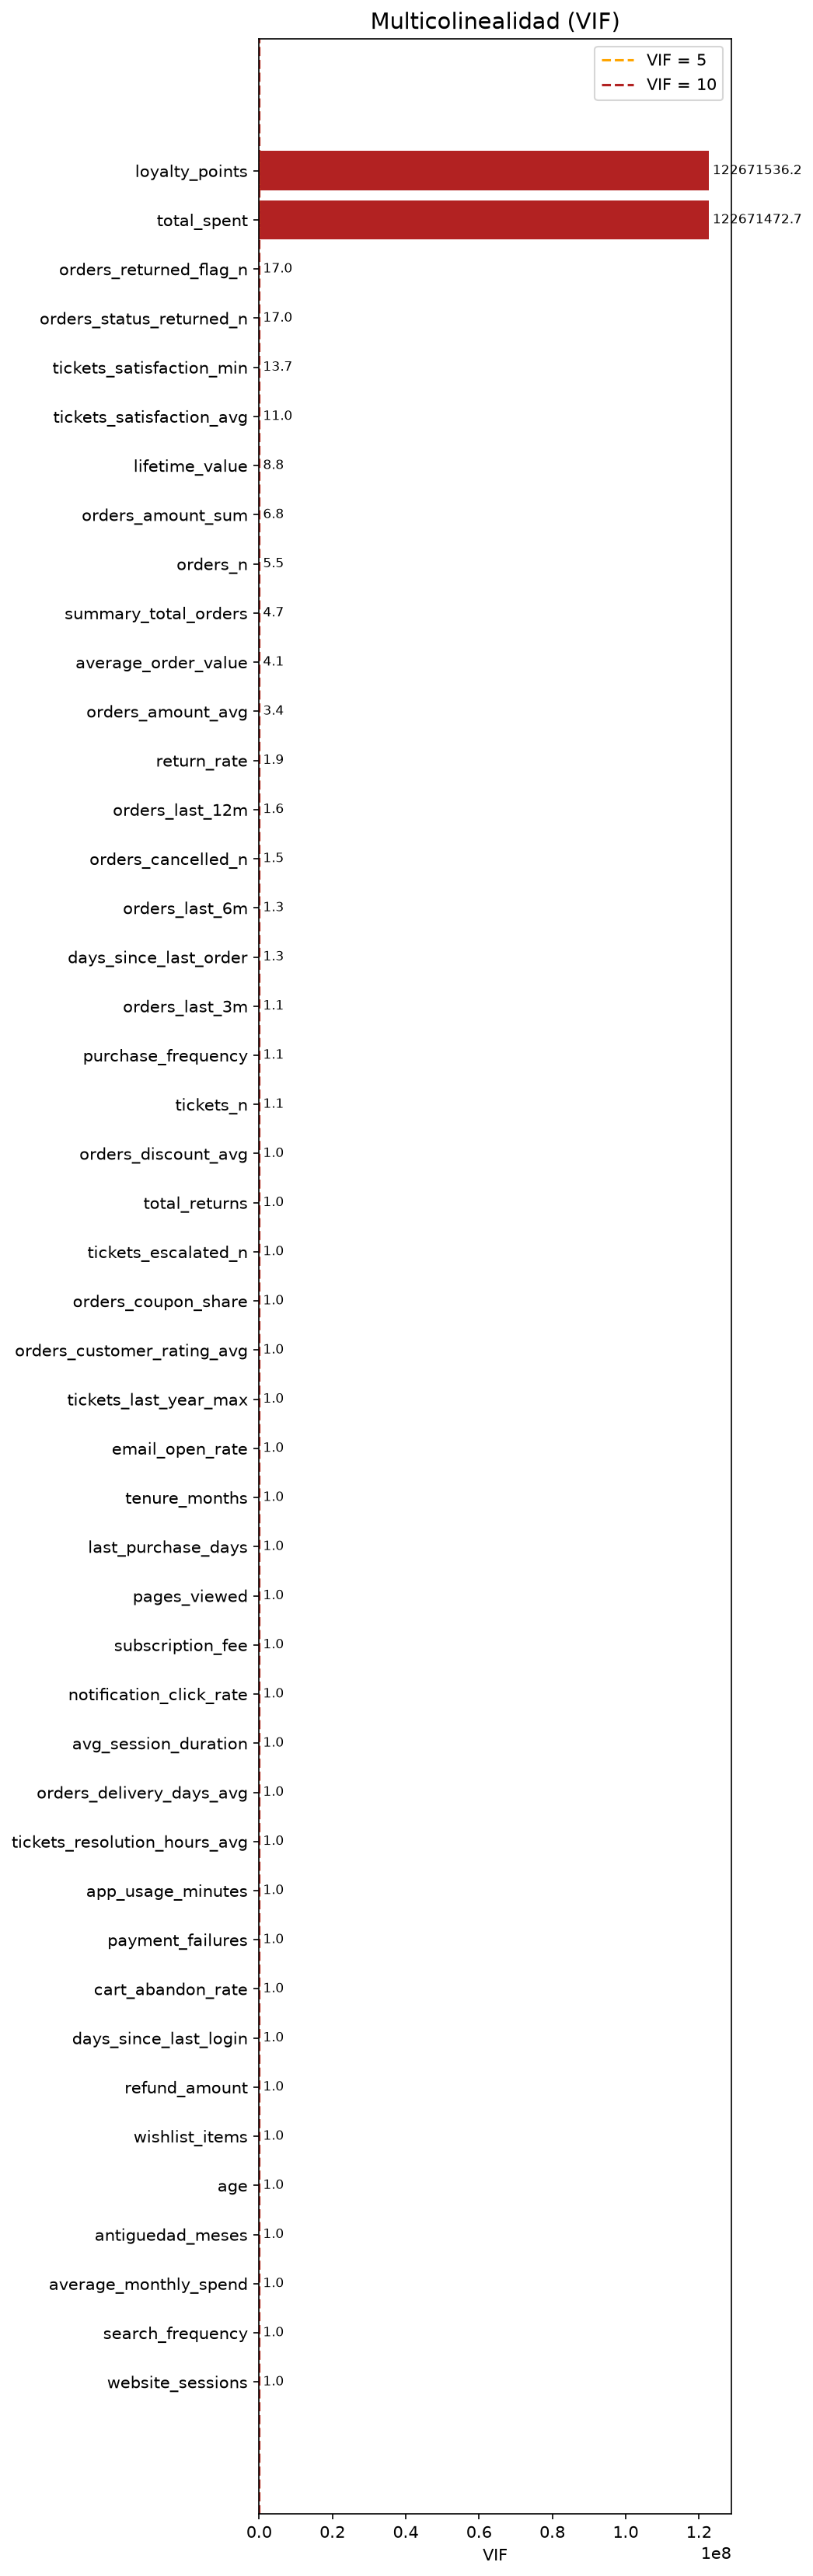 Multicolinealidad (VIF)
VIF = 5
VIF = 10
loyalty_points 122671536.2
total_spent 122671472.7
orders_returned_flag_n 17.0
orders_status_returned_n 17.0
tickets_satisfaction_min 13.7
tickets_satisfaction_avg 11.0
lifetime_value 8.8
orders_amount_sum 6.8
orders_n 5.5
summary_total_orders 4.7
average_order_value 4.1
orders_amount_avg 3.4
return_rate 1.9
orders_last_12m 1.6
orders_cancelled_n 1.5
orders_last_6m 1.3
days_since_last_order 1.3
orders_last_3m 1.1
purchase_frequency 1.1
tickets_n 1.1
orders_discount_avg 1.0
total_returns 1.0
tickets_escalated_n 1.0
orders_coupon_share 1.0
orders_customer_rating_avg 1.0
tickets_last_year_max 1.0
email_open_rate 1.0
tenure_months 1.0
last_purchase_days 1.0
pages_viewed 1.0
subscription_fee 1.0
notification_click_rate 1.0
avg_session_duration 1.0
orders_delivery_days_avg 1.0
tickets_resolution_hours_avg 1.0
app_usage_minutes 1.0
payment_failures 1.0
cart_abandon_rate 1.0
days_since_last_login 1.0
refund_amount 1.0
wishlist_items 1.0
age 1.0
antiguedad_meses 1.0
average_monthly_spend 1.0
search_frequency 1.0
website_sessions 1.0
0.0 0.2 0.4 0.6 0.8 1.0 1.2
1e8
VIF